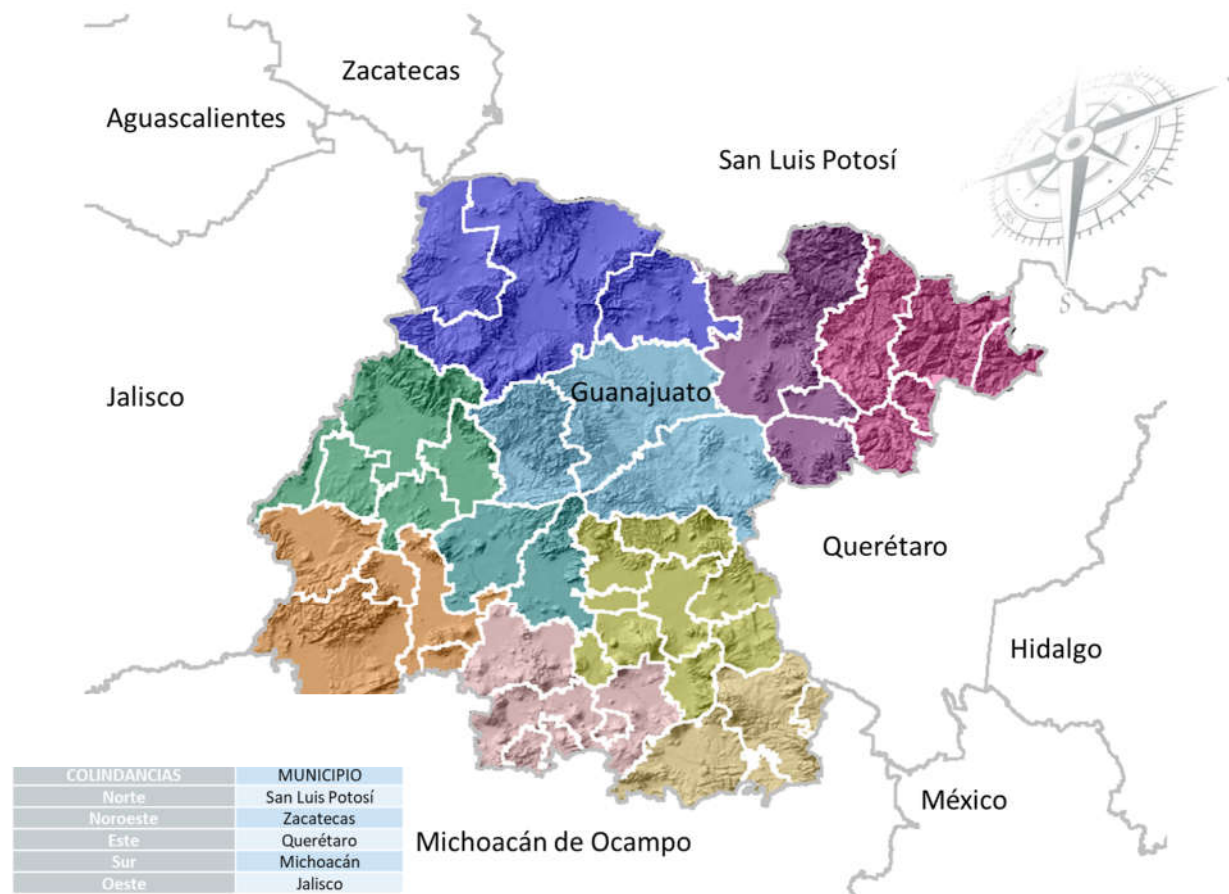 Zacatecas
Aguascalientes
San Luis Potosí
Jalisco
Guanajuato
Querétaro
Hidalgo
México
Michoacán de Ocampo
S
COLINDANCIAS MUNICIPIO
Norte San Luis Potosí
Noroeste Zacatecas
Este Querétaro
Sur Michoacán
Oeste Jalisco